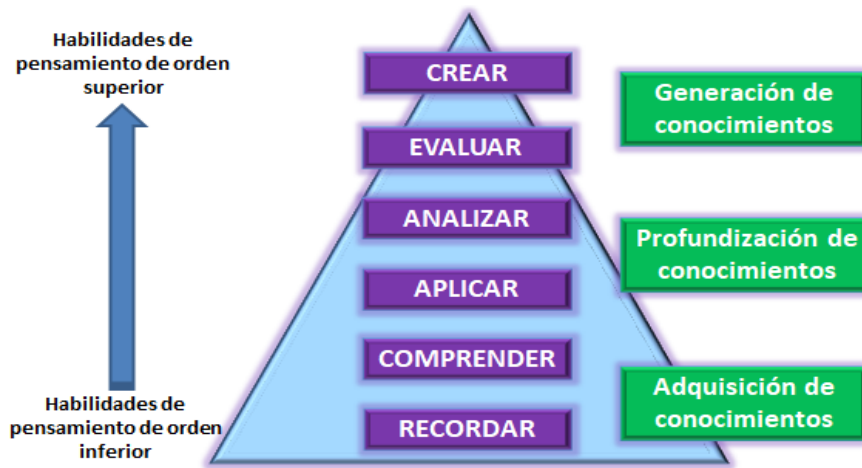 Habilidades de
pensamiento de orden
superior
CREAR
EVALUAR
ANALIZAR
APLICAR
COMPRENDER
RECORDAR
Generación de
conocimientos
Profundización de
conocimientos
Adquisición de
conocimientos
Habilidades de
pensamiento de orden
inferior